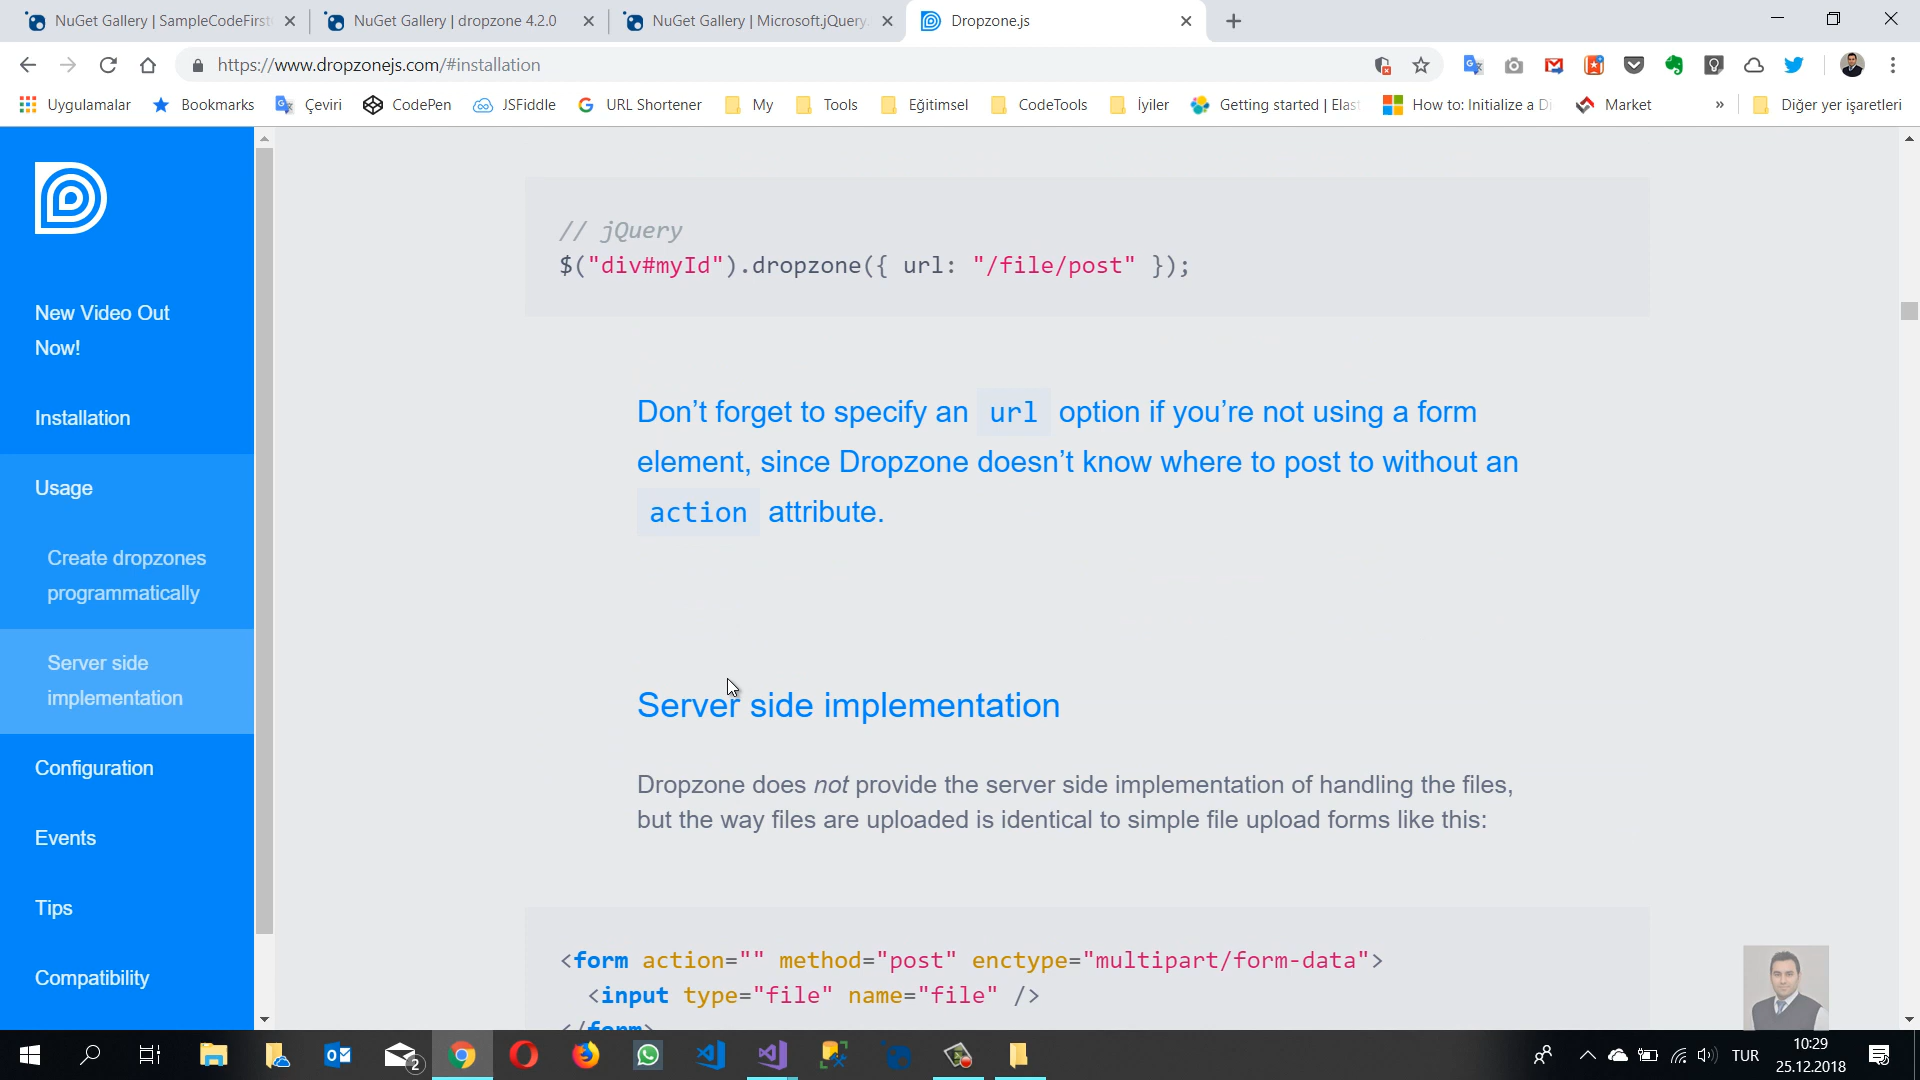 NuGet Gallery | SampleCodeFirst
NuGet Gallery | dropzone 4.2.0
NuGet Gallery | Microsoft.jQuery.
Dropzone.js
https://www.dropzonejs.com/#installation
Uygulamalar
Bookmarks
Çeviri
CodePen
JSFiddle
URL Shortener
My
Tools
Eğitimsel
CodeTools
İyiler
Getting started | Elast
How to: Initialize a D
Market
»
Diğer yer işaretleri
New Video Out
Now!
Installation
Usage
Create dropzones
programmatically
Server side
implementation
Configuration
Events
Tips
Compatibility
// jQuery
$("div#myId").dropzone({ url: "/file/post" });
Don’t forget to specify an url option if you’re not using a form
element, since Dropzone doesn’t know where to post to without an
action attribute.
Server side implementation
Dropzone does not provide the server side implementation of handling the files,
but the way files are uploaded is identical to simple file upload forms like this:
<form action="" method="post" enctype="multipart/form-data">
<input type="file" name="file" />
</form>
2
TUR
10:29
25.12.2018